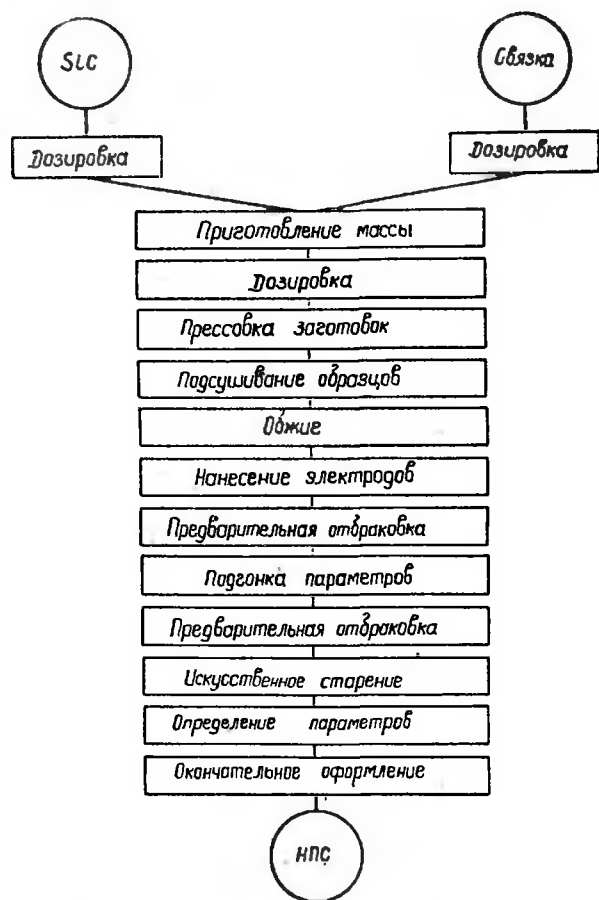 SiC
Связка
Дозировка
Дозировка
Приготовление массы
Дозировка
Прессовка заготовок
Подсушивание образцов
Обжиг
Нанесение электродов
Предварительная отбраковка
Подгонка параметров
Предварительная отбраковка
Искусственное старение
Определение параметров
Окончательное оформление
НПС